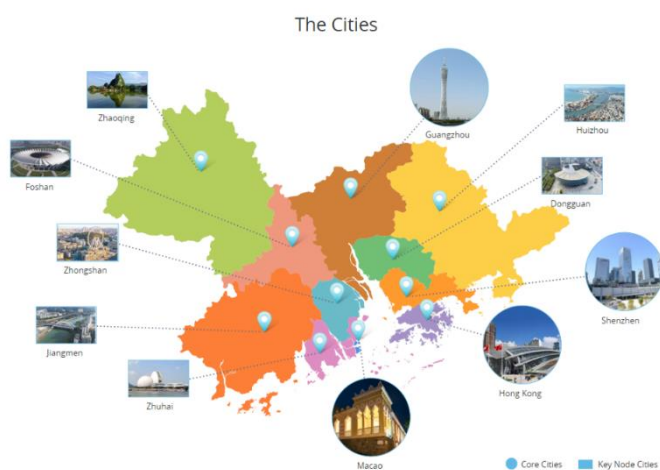 The Cities
Zhaoqing
Guangzhou
Huizhou
Foshan
Dongguan
Zhongshan
Shenzhen
Jiangmen
Zhuhai
Hong Kong
Macao
Core Cities
Key Node Cities